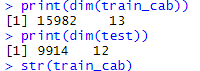 > print(dim(train_cab))
[1] 15982    13
> print(dim(test))
[1] 9914   12
> str(train_cab)